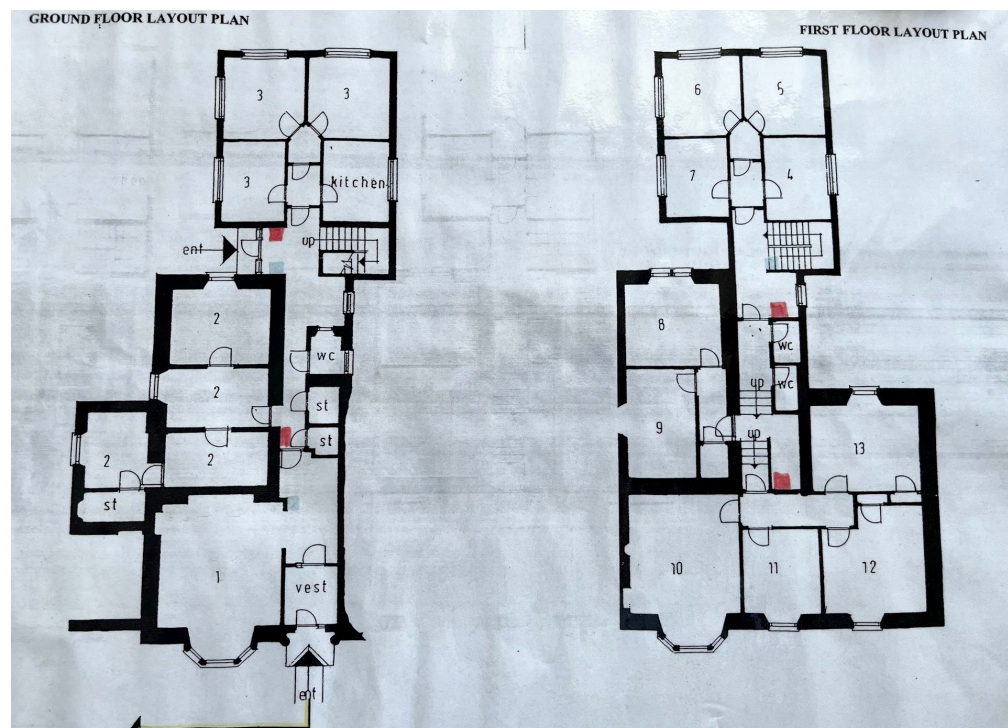 GROUND FLOOR LAYOUT PLAN
3
3
3
kitchen
ent
up
2
2
wc
st
st
2
2
st
1
vest
ent
FIRST FLOOR LAYOUT PLAN
6
5
7
4
8
wc
up
wc
9
up
13
10
11
12